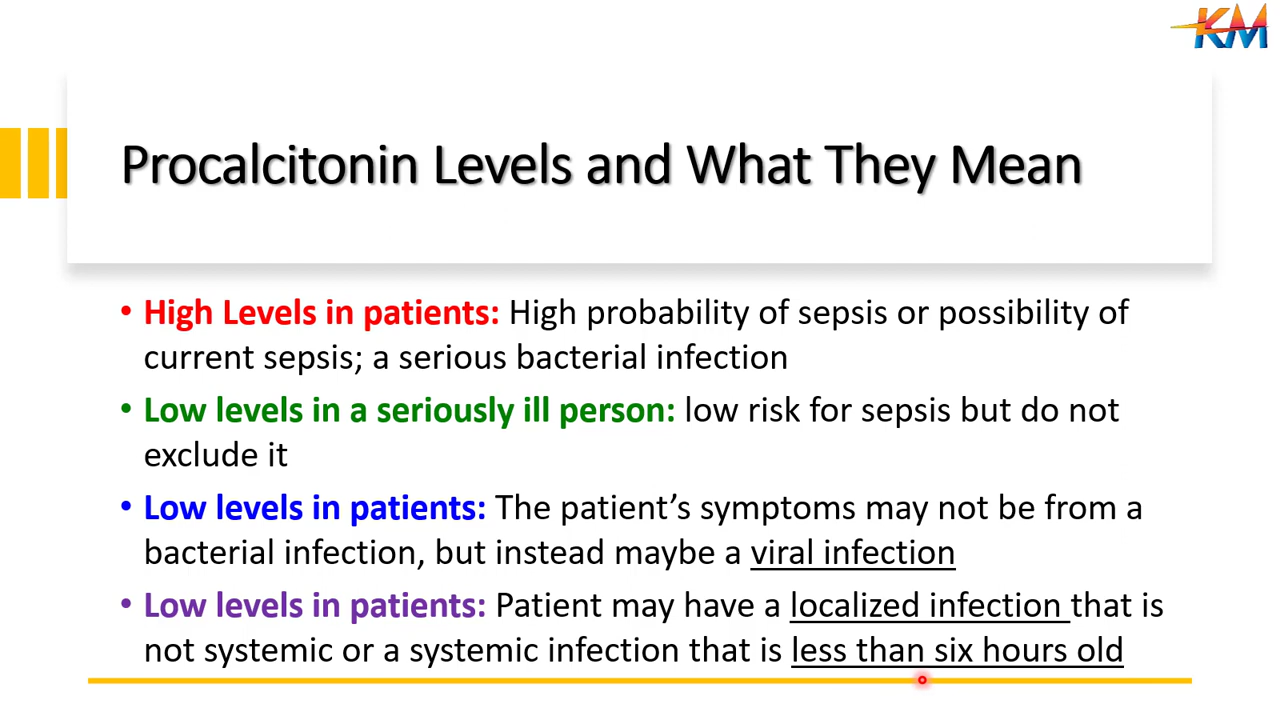 KM
Procalcitonin Levels and What They Mean
• High Levels in patients: High probability of sepsis or possibility of
current sepsis; a serious bacterial infection
• Low levels in a seriously ill person: low risk for sepsis but do not
exclude it
• Low levels in patients: The patient’s symptoms may not be from a
bacterial infection, but instead maybe a viral infection
• Low levels in patients: Patient may have a localized infection that is
not systemic or a systemic infection that is less than six hours old